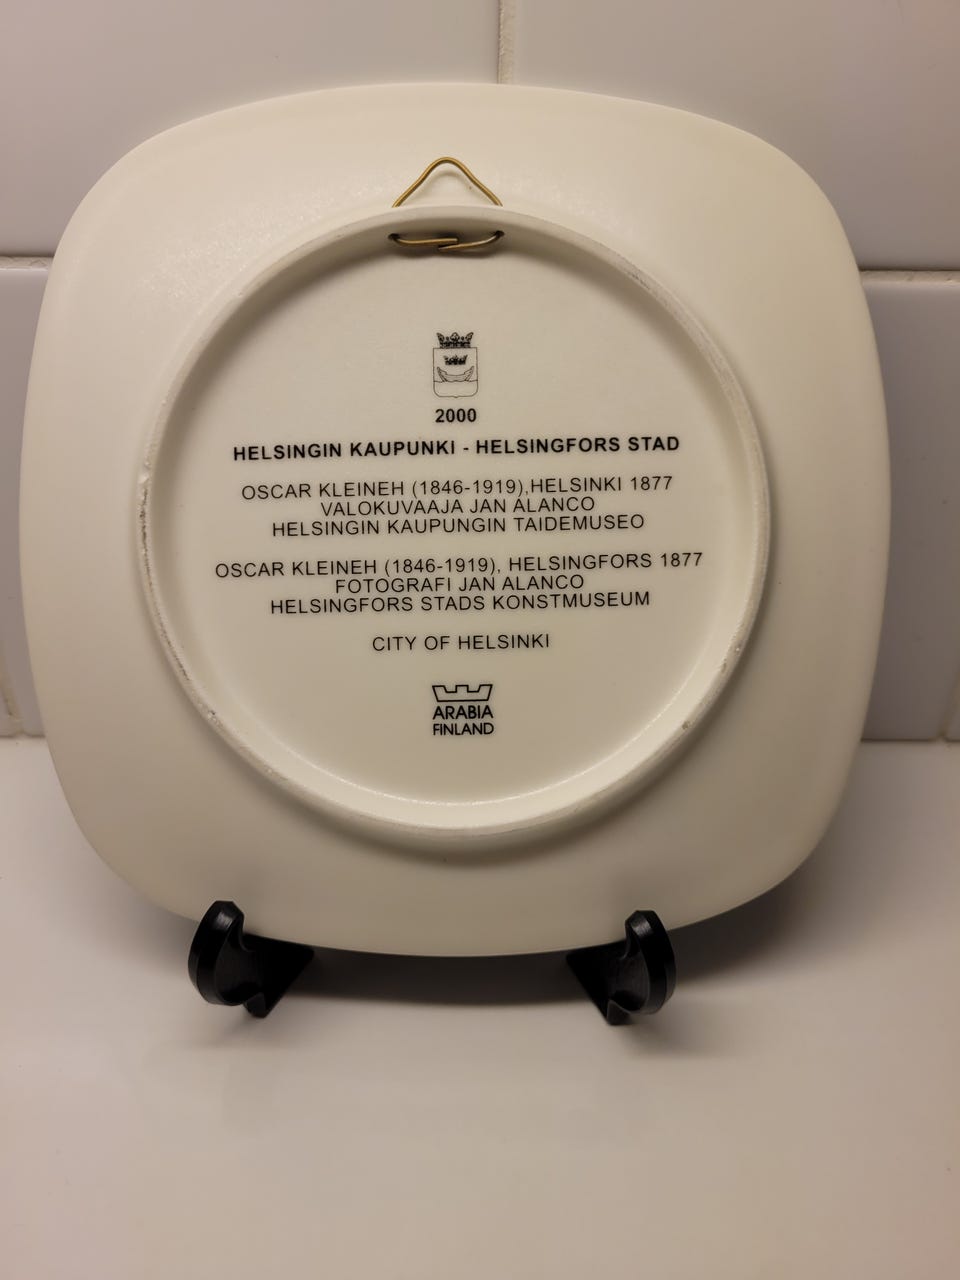 2000
HELSINGIN KAUPUNKI - HELSINGFORS STAD
OSCAR KLEINEH (1846-1919),HELSINKI 1877
VALOKUVAAJA JAN ALANCO
HELSINGIN KAUPUNGIN TAIDEMUSEO
OSCAR KLEINEH (1846-1919), HELSINGFORS 1877
FOTOGRAFI JAN ALANCO
HELSINGFORS STADS KONSTMUSEUM
CITY OF HELSINKI
ARABIA
FINLAND